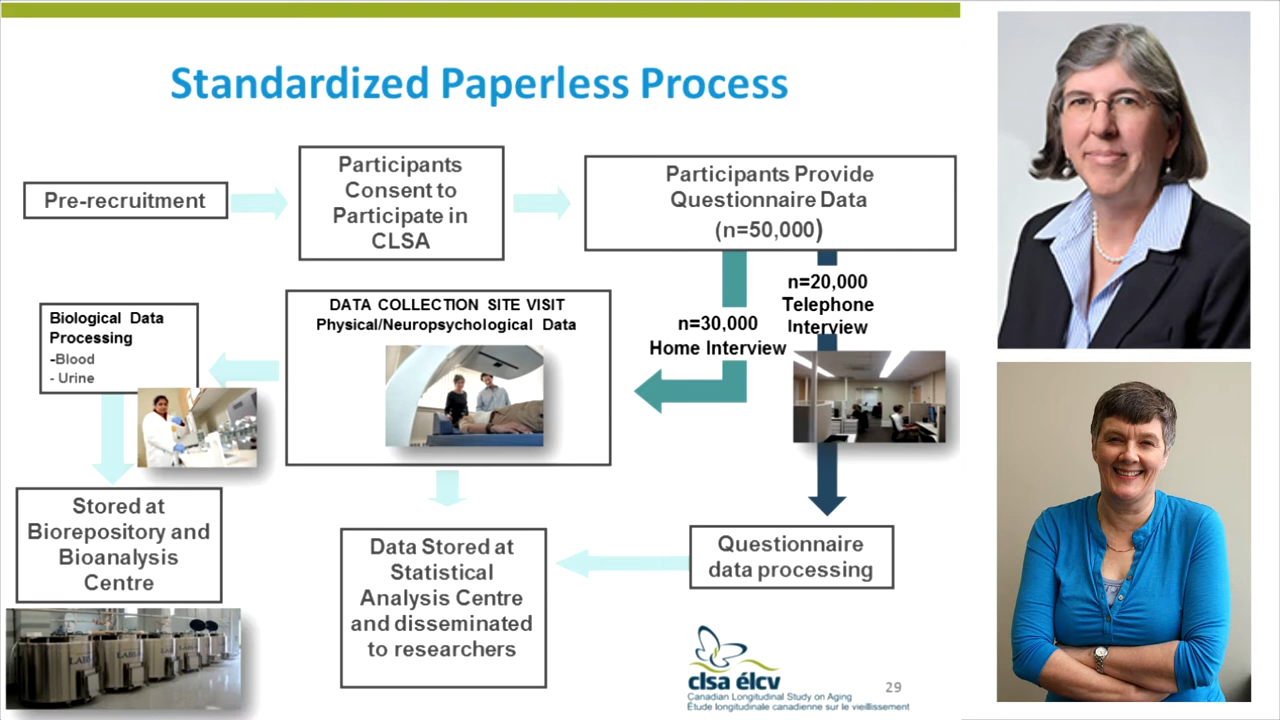 Standardized Paperless Process
Pre-recruitment
Participants
Consent to
Participate in
CLSA
Participants Provide
Questionnaire Data
(n=50,000)
n=20,000
Telephone
Interview
n=30,000
Home Interview
DATA COLLECTION SITE VISIT
Physical/Neuropsychological Data
Biological Data
Processing
-Blood
- Urine
Stored at
Biorepository and
Bioanalysis
Centre
Data Stored at
Statistical
Analysis Centre
and disseminated
to researchers
Questionnaire
data processing
clsa élcv
Canadian Longitudinal Study on Aging
Étude longitudinale canadienne sur le vieillissement
29